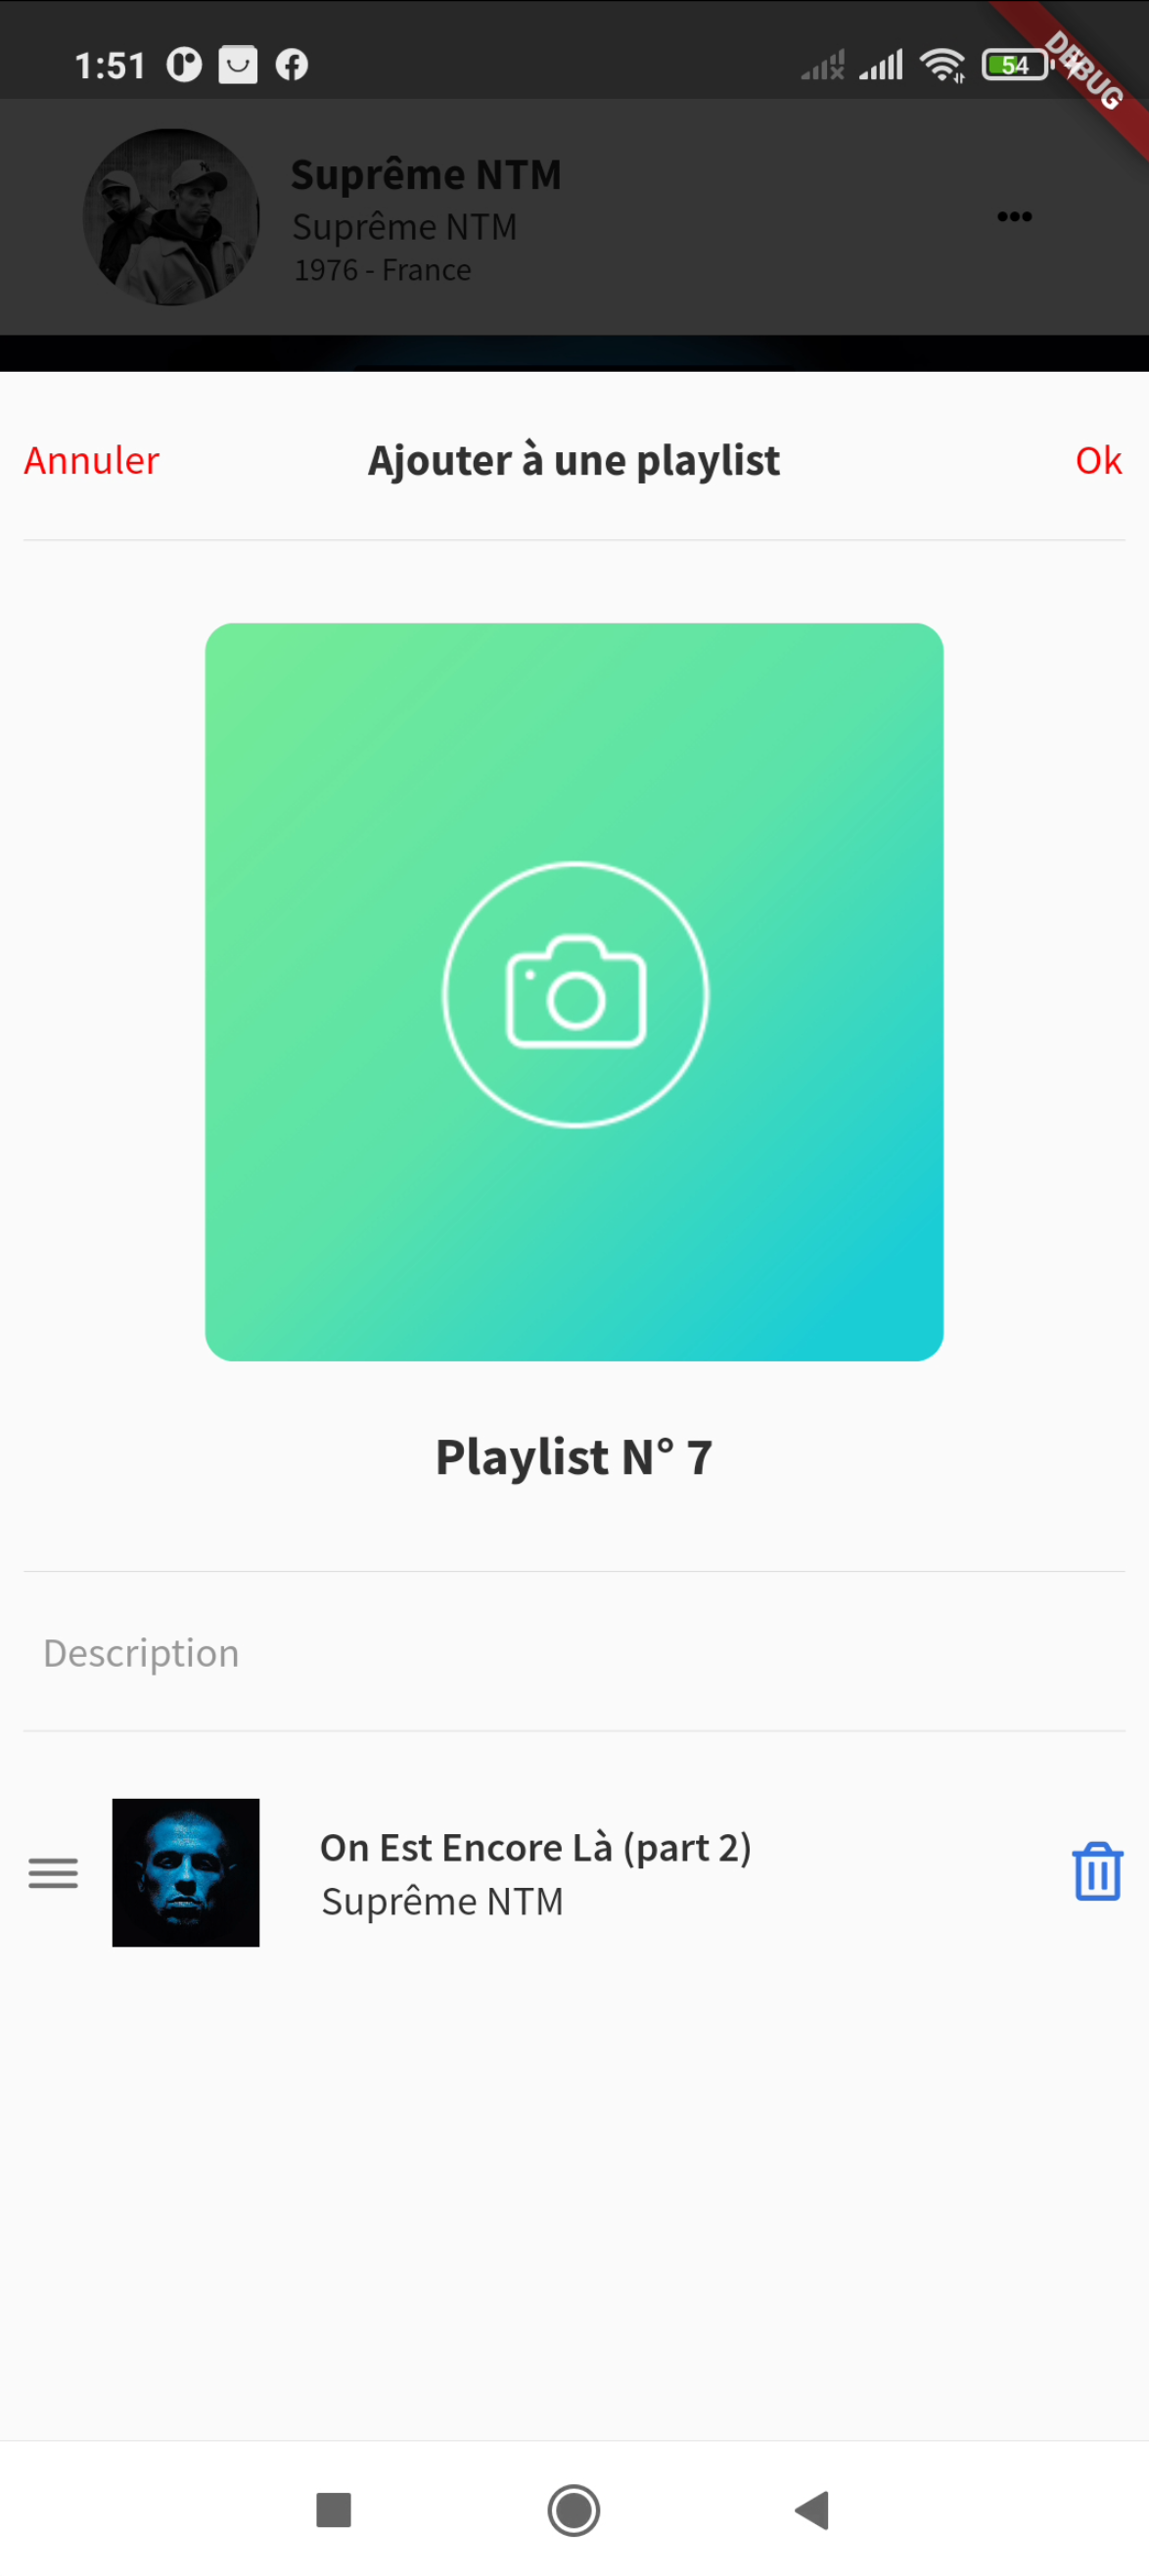 1:51
54
DEBUG
Suprême NTM
Suprême NTM
1976 - France
Annuler
Ajouter à une playlist
Ok
Playlist N° 7
Description
On Est Encore Là (part 2)
Suprême NTM